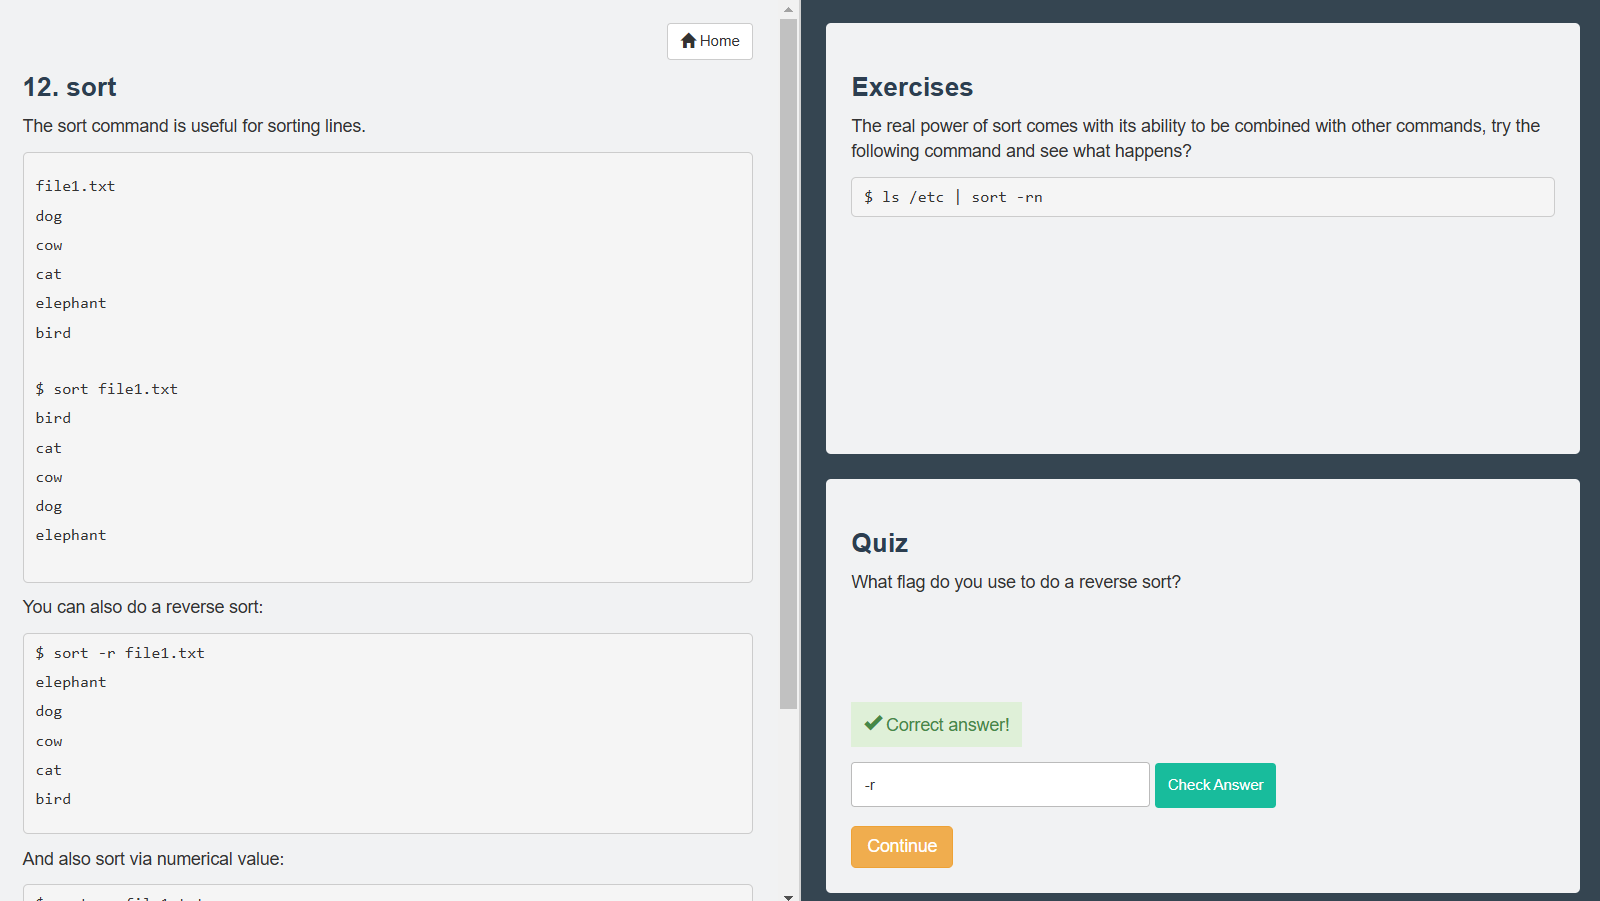 Home
12. sort
The sort command is useful for sorting lines.
file1.txt
dog
cow
cat
elephant
bird
$ sort file1.txt
bird
cat
cow
dog
elephant
You can also do a reverse sort:
$ sort -r file1.txt
elephant
dog
cow
cat
bird
And also sort via numerical value:
Exercises
The real power of sort comes with its ability to be combined with other commands, try the
following command and see what happens?
$ ls /etc | sort -rn
Quiz
What flag do you use to do a reverse sort?
Correct answer!
-r
Check Answer
Continue